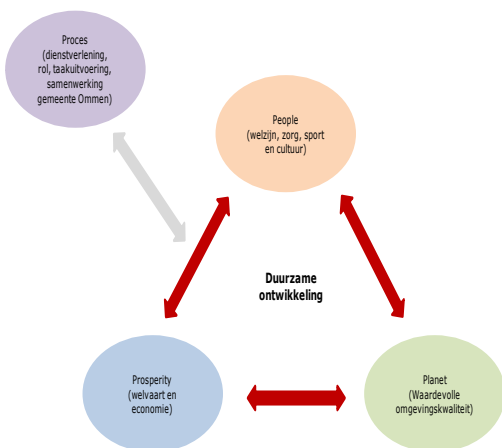 Proces
(dienstverlening,
rol, taakuitvoering,
samenwerking
gemeente Ommen)
People
(welzijn, zorg, sport
en cultuur)
Duurzame
ontwikkeling
Prosperity
(welvaart en
economie)
Planet
(Waardevolle
omgevingskwaliteit)